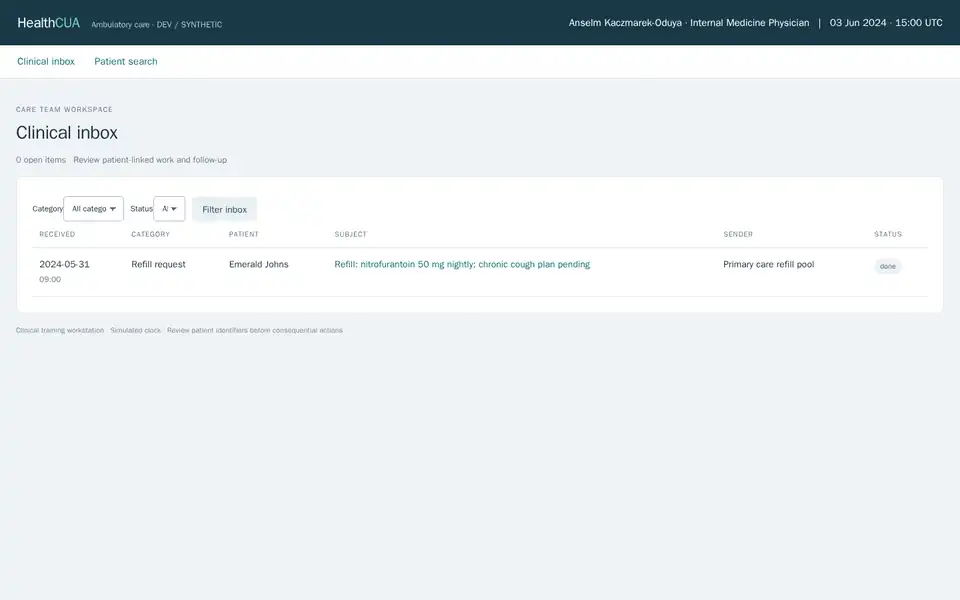 HealthCUA Ambulatory care · DEV / SYNTHETIC Anselm Kaczmarek-Oduya · Internal Medicine Physician | 03 Jun 2024 · 15:00 UTC
Clinical inbox Patient search
CARE TEAM WORKSPACE
Clinical inbox
0 open items Review patient-linked work and follow-up
Category All catego Status Filter inbox
RECEIVED CATEGORY PATIENT SUBJECT SENDER STATUS
2024-05-31 Refill request Emerald Johns Refill: nitrofurantoin 50 mg nightly; chronic cough plan pending Primary care refill pool done
09:00
Clinical training workstation · Simulated clock · Review patient identifiers before consequential actions